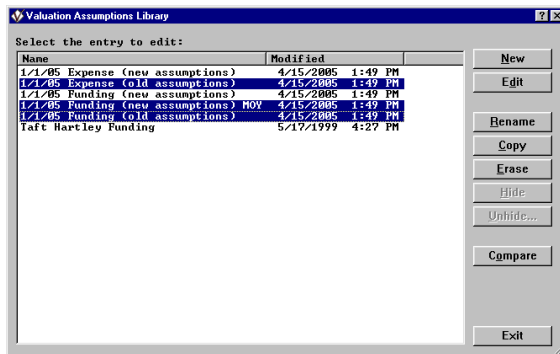 Valuation Assumptions Library
Select the entry to edit:
Name Modified
1/1/05 Expense (new assumptions) 4/15/2005 1:49 PM
1/1/05 Expense (old assumptions) 4/15/2005 1:49 PM
1/1/05 Funding (new assumptions) 4/15/2005 1:49 PM
1/1/05 Funding (new assumptions) MOY 4/15/2005 1:49 PM
1/1/05 Funding (old assumptions) 4/15/2005 1:49 PM
Taft Hartley Funding 5/17/1999 4:27 PM
New
Edit
Rename
Copy
Erase
Hide
Unhide...
Compare
Exit